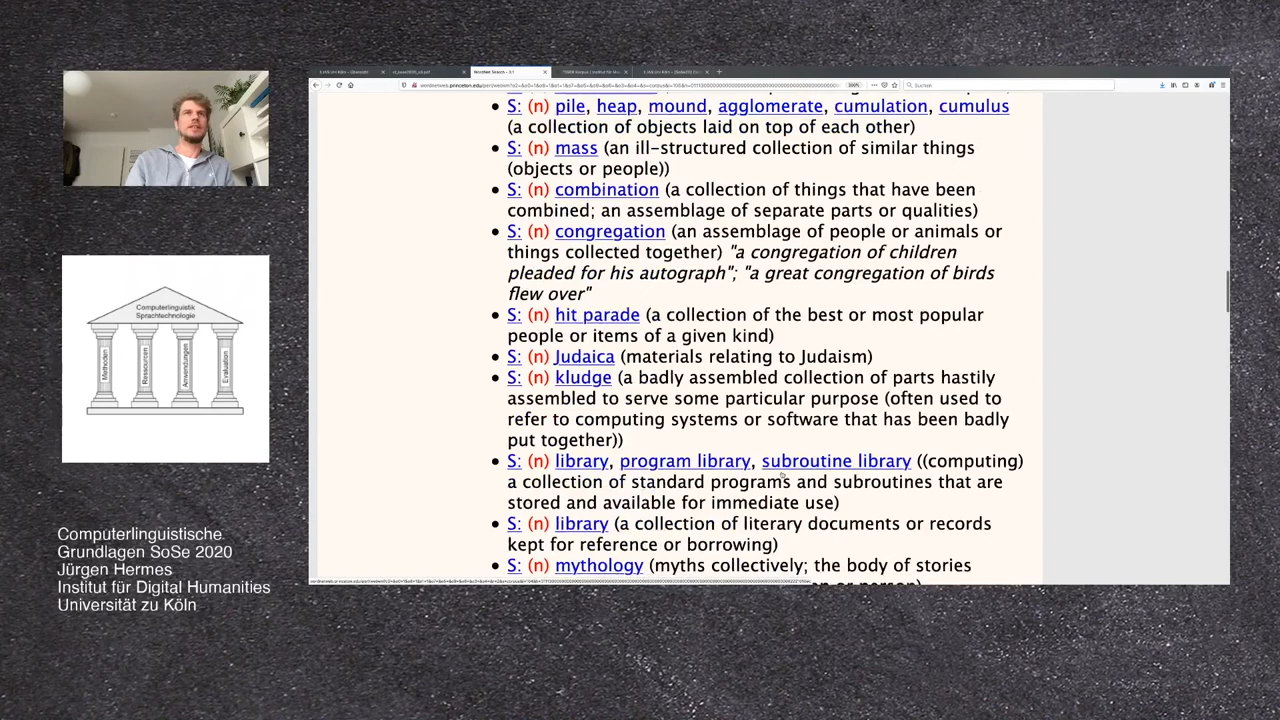 WordNet Search - 3.1
300%
Suchen
S: (n) pile, heap, mound, agglomerate, cumulation, cumulus
(a collection of objects laid on top of each other)
S: (n) mass (an ill-structured collection of similar things
(objects or people))
S: (n) combination (a collection of things that have been
combined; an assemblage of separate parts or qualities)
S: (n) congregation (an assemblage of people or animals or
things collected together) "a congregation of children
pleaded for his autograph"; "a great congregation of birds
flew over"
S: (n) hit parade (a collection of the best or most popular
people or items of a given kind)
S: (n) Judaica (materials relating to Judaism)
S: (n) kludge (a badly assembled collection of parts hastily
assembled to serve some particular purpose (often used to
refer to computing systems or software that has been badly
put together))
S: (n) library, program library, subroutine library ((computing)
a collection of standard programs and subroutines that are
stored and available for immediate use)
S: (n) library (a collection of literary documents or records
kept for reference or borrowing)
S: (n) mythology (myths collectively; the body of stories
Computerlinguistik
Sprachtechnologie
Methoden
Ressourcen
Anwendungen
Evaluation
Computerlinguistische
Grundlagen SoSe 2020
Jürgen Hermes
Institut für Digital Humanities
Universität zu Köln